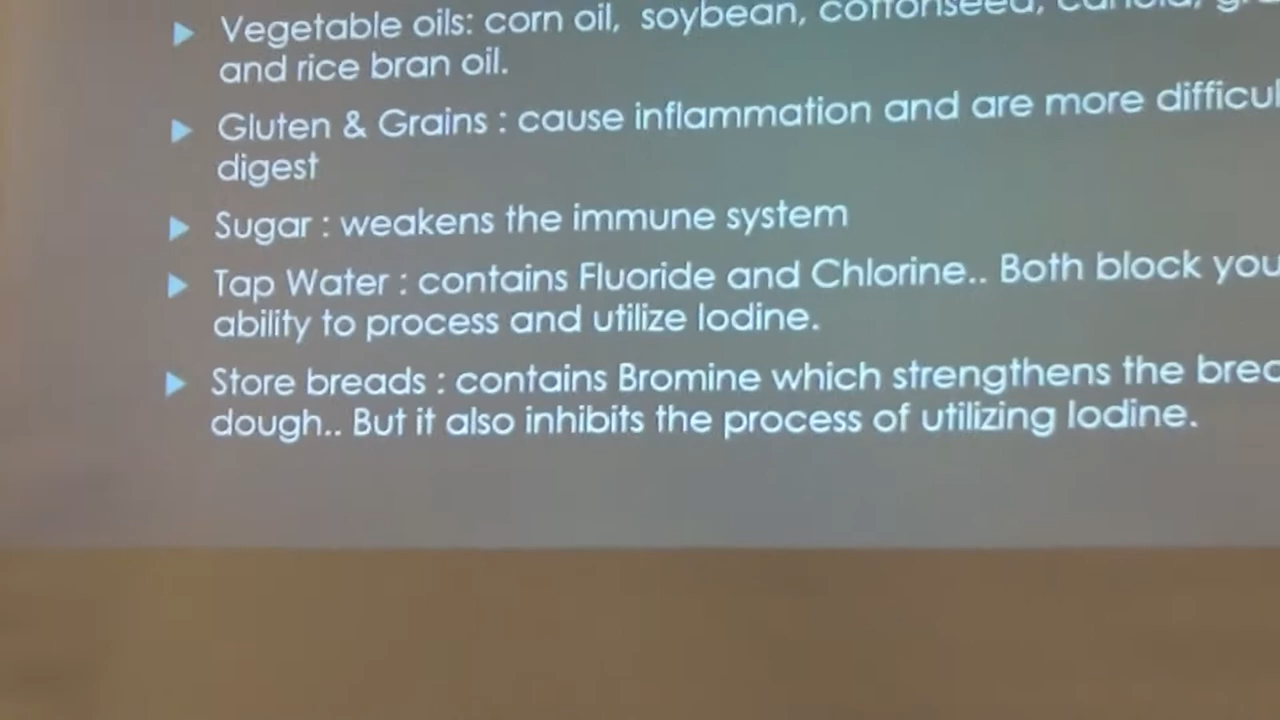 Vegetable oils: corn oil, soybean, cottonseed, canola,
and rice bran oil.
Gluten & Grains : cause inflammation and are more
digest
Sugar : weakens the immune system
Tap Water : contains Fluoride and Chlorine.. Both block
ability to process and utilize Iodine.
Store breads : contains Bromine which strengthens the
dough.. But it also inhibits the process of utilizing Iodine.